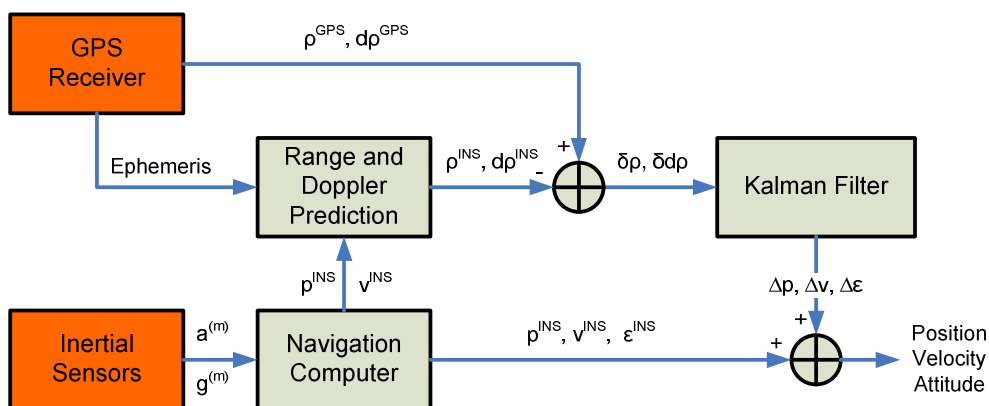 GPS
Receiver
ρ^GPS, dρ^GPS
Ephemeris
Range and
Doppler
Prediction
ρ^INS, dρ^INS
+
-
δρ, δdρ
Kalman Filter
p^INS
v^INS
Δp, Δv, Δε
Inertial
Sensors
a^(m)
g^(m)
Navigation
Computer
p^INS, v^INS, ε^INS
+
+
Position
Velocity
Attitude